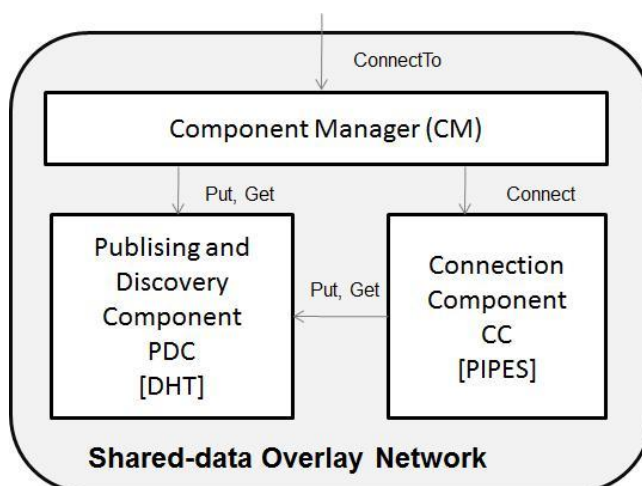 ConnectTo
Component Manager (CM)
Put, Get
Connect
Publising and
Discovery
Component
PDC
[DHT]
Put, Get
Connection
Component
CC
[PIPES]
Shared-data Overlay Network